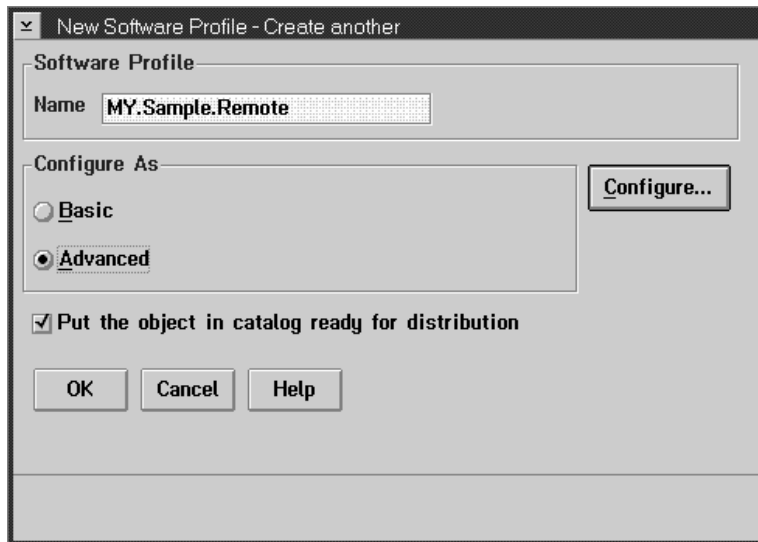 New Software Profile - Create another
Software Profile
Name MY.Sample.Remote
Configure As
Configure...
Basic
Advanced
Put the object in catalog ready for distribution
OK Cancel Help